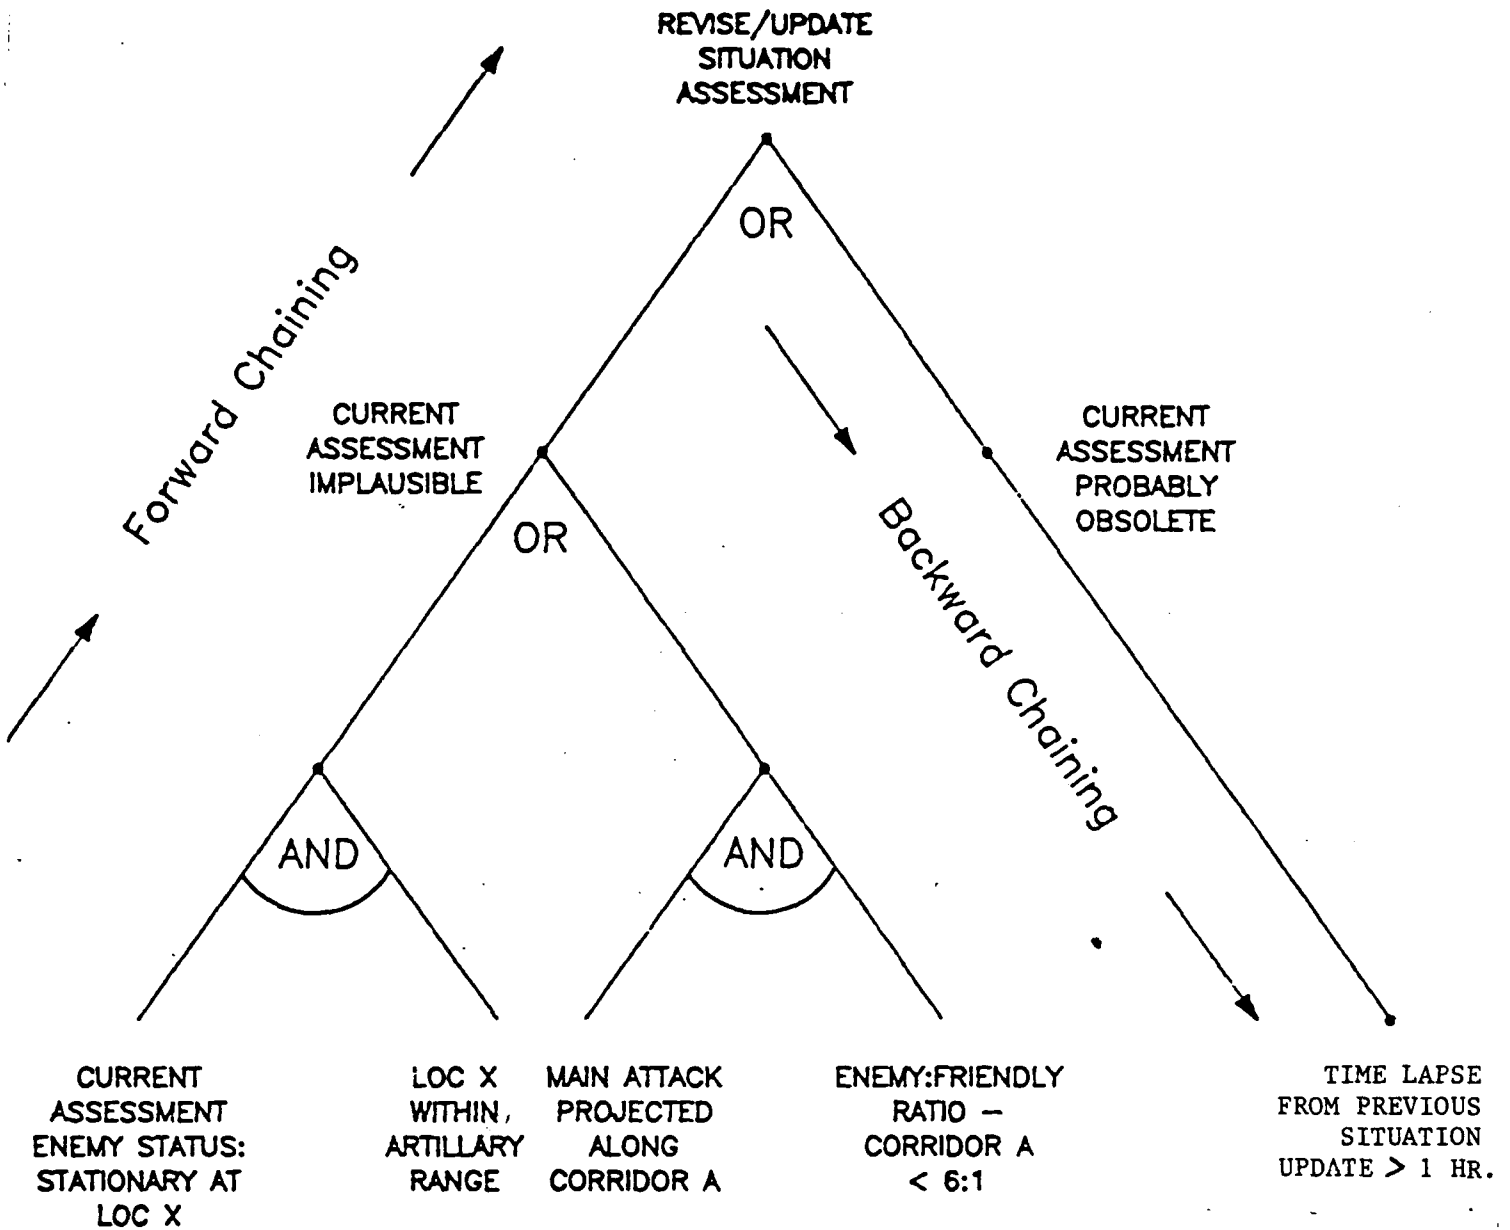 REVISE/UPDATE
SITUATION
ASSESSMENT
OR
Forward Chaining
CURRENT
ASSESSMENT
IMPLAUSIBLE
CURRENT
ASSESSMENT
PROBABLY
OBSOLETE
OR
Backward Chaining
AND
AND
CURRENT
ASSESSMENT
ENEMY STATUS:
STATIONARY AT
LOC X
LOC X
WITHIN,
ARTILLARY
RANGE
MAIN ATTACK
PROJECTED
ALONG
CORRIDOR A
ENEMY:FRIENDLY
RATIO –
CORRIDOR A
< 6:1
TIME LAPSE
FROM PREVIOUS
SITUATION
UPDATE > 1 HR.